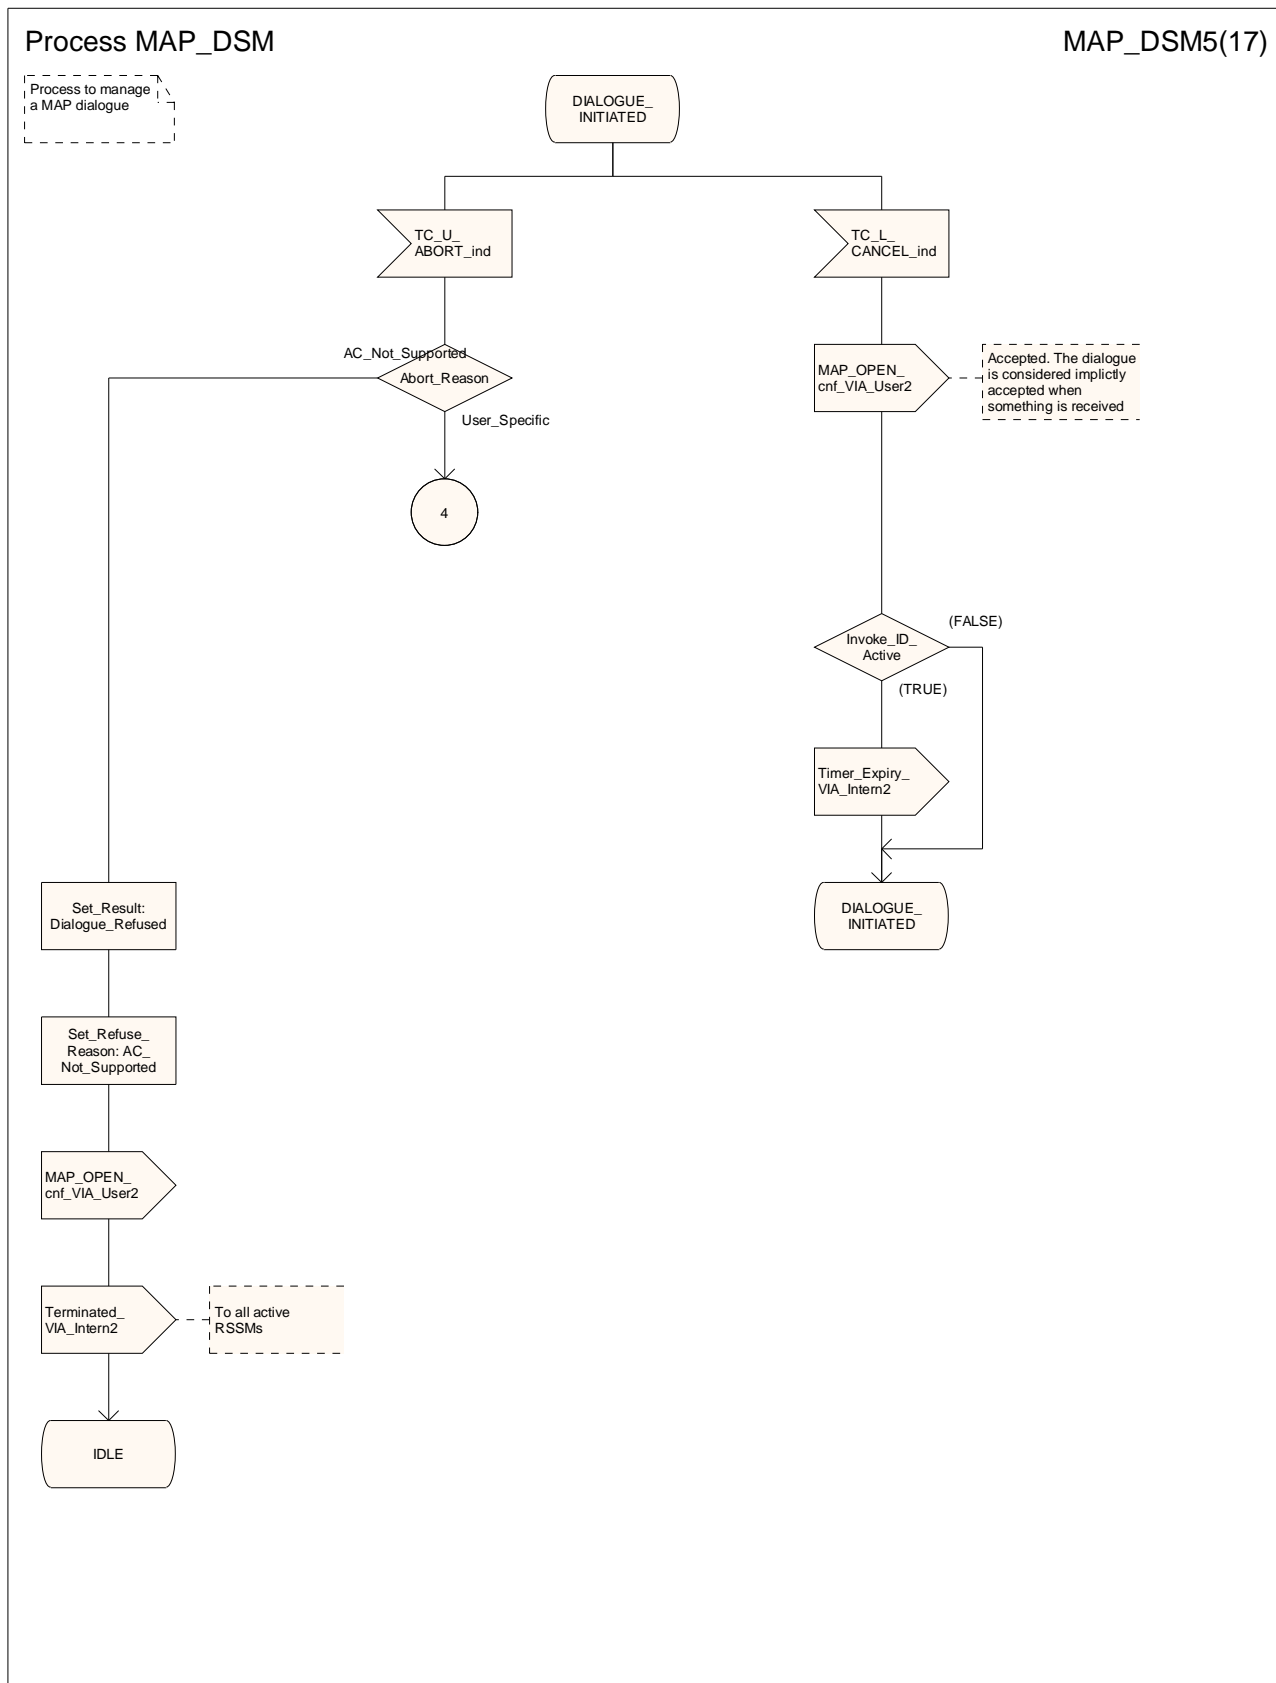 Process MAP_DSM
MAP_DSM5(17)
Process to manage
a MAP dialogue
DIALOGUE_
INITIATED
TC_U_
ABORT_ind
TC_L_
CANCEL_ind
AC_Not_Supported
Abort_Reason
User_Specific
4
MAP_OPEN_
cnf_VIA_User2
Accepted. The dialogue
is considered implictly
accepted when
something is received
Invoke_ID_
Active
(FALSE)
(TRUE)
Timer_Expiry_
VIA_Intern2
DIALOGUE_
INITIATED
Set_Result:
Dialogue_Refused
Set_Refuse_
Reason: AC_
Not_Supported
MAP_OPEN_
cnf_VIA_User2
Terminated_
VIA_Intern2
To all active
RSSMs
IDLE